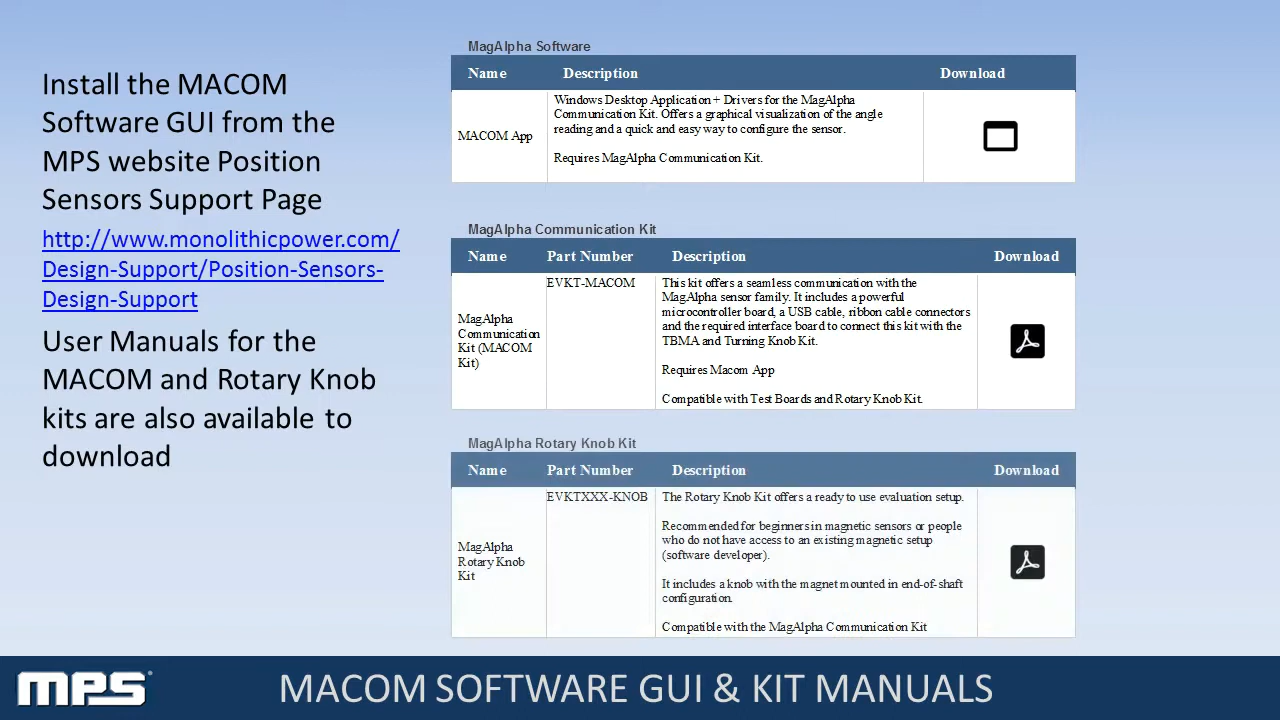 Install the MACOM
Software GUI from the
MPS website Position
Sensors Support Page
http://www.monolithicpower.com/
Design-Support/Position-Sensors-
Design-Support
User Manuals for the
MACOM and Rotary Knob
kits are also available to
download
MagAlpha Software
Name Description Download
MACOM App
Windows Desktop Application + Drivers for the MagAlpha
Communication Kit. Offers a graphical visualization of the angle
reading and a quick and easy way to configure the sensor.
Requires MagAlpha Communication Kit.
MagAlpha Communication Kit
Name Part Number Description Download
MagAlpha
Communication
Kit (MACOM
Kit)
EVKT-MACOM
This kit offers a seamless communication with the
MagAlpha sensor family. It includes a powerful
microcontroller board, a USB cable, ribbon cable connectors
and the required interface board to connect this kit with the
TBMA and Turning Knob Kit.
Requires Macom App
Compatible with Test Boards and Rotary Knob Kit.
MagAlpha Rotary Knob Kit
Name Part Number Description Download
MagAlpha
Rotary Knob
Kit
EVKTXXX-KNOB
The Rotary Knob Kit offers a ready to use evaluation setup.
Recommended for beginners in magnetic sensors or people
who do not have access to an existing magnetic setup
(software developer).
It includes a knob with the magnet mounted in end-of-shaft
configuration.
Compatible with the MagAlpha Communication Kit
MPS
MACOM SOFTWARE GUI & KIT MANUALS